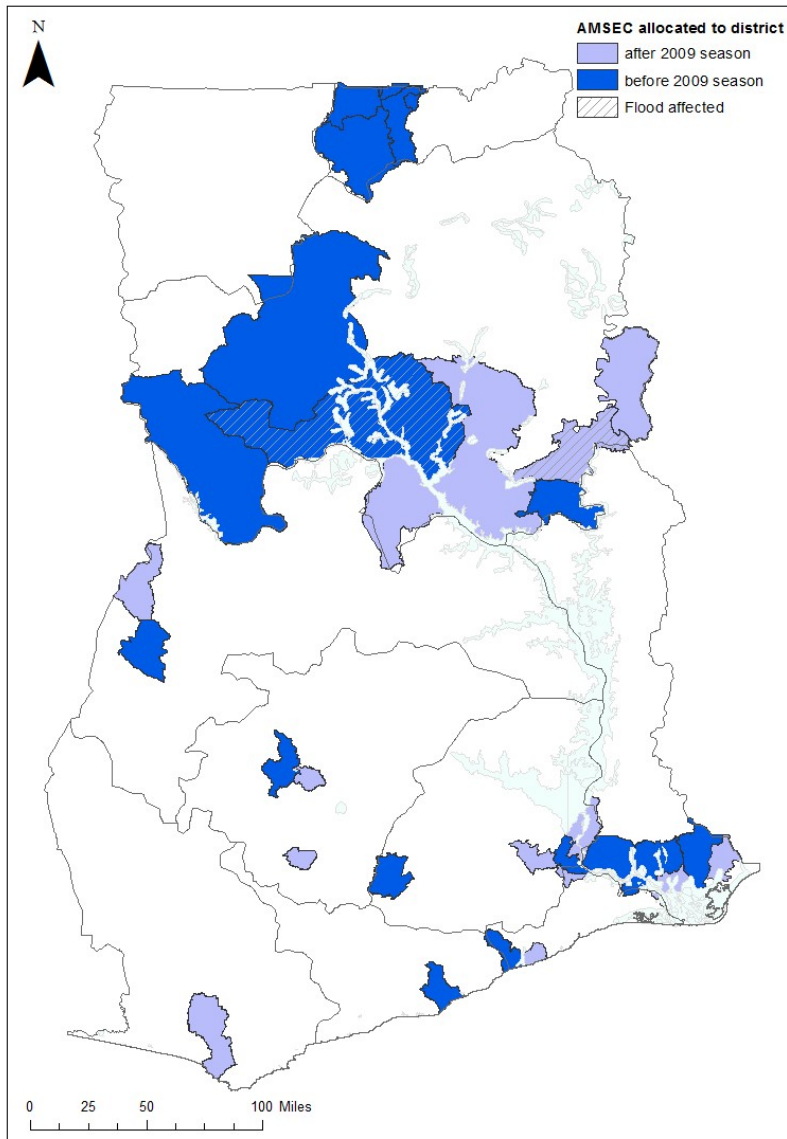 N
AMSEC allocated to district
after 2009 season
before 2009 season
Flood affected
0 25 50 100 Miles